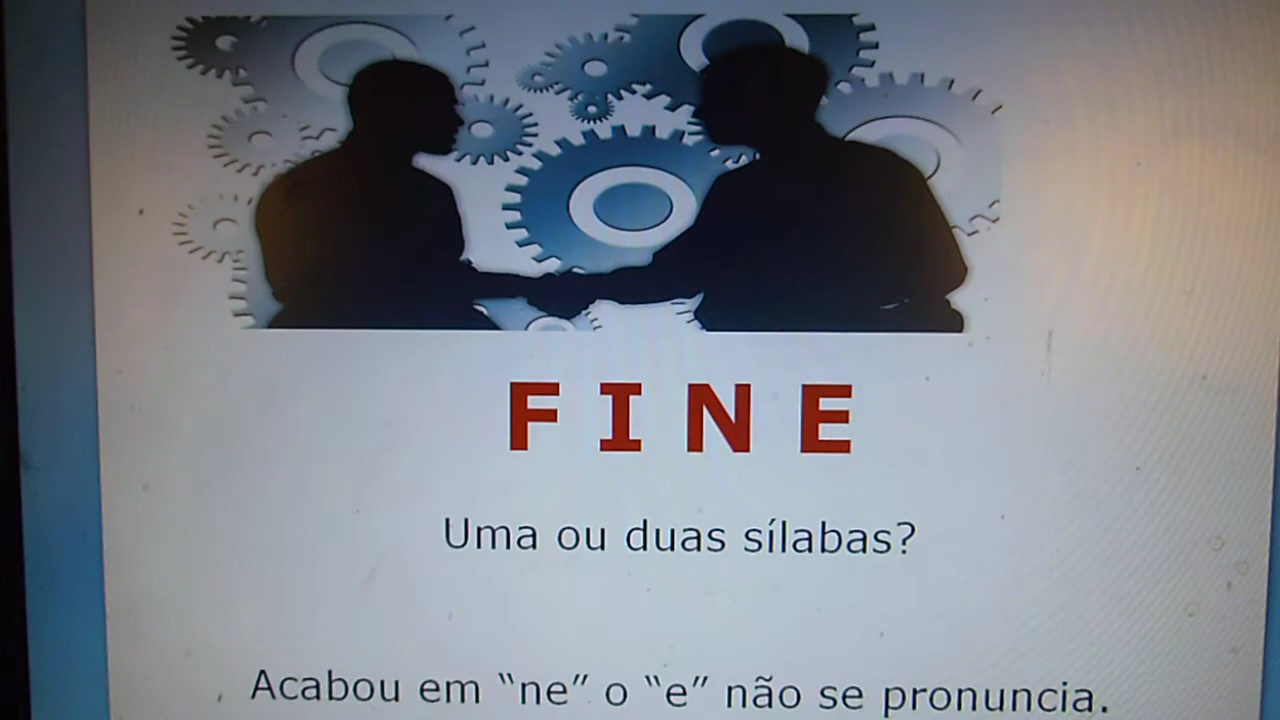 F I N E
Uma ou duas sílabas?
Acabou em “ne” o “e” não se pronuncia.